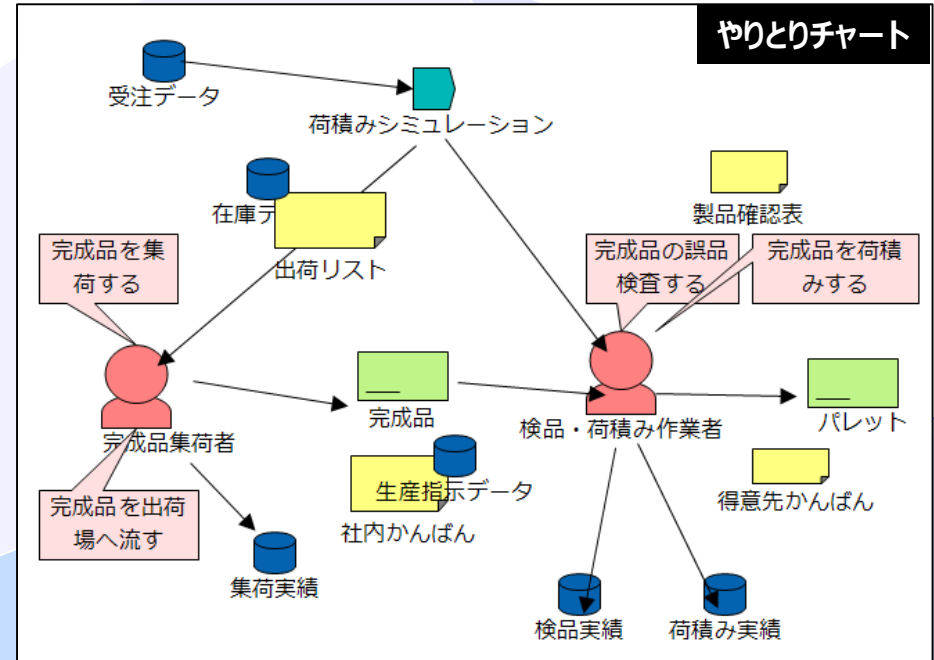 やりとりチャート
受注データ
荷積みシミュレーション
在庫デ
出荷リスト
製品確認表
完成品を集
荷する
完成品の誤品
検査する
完成品を荷積
みする
完成品集荷者
完成品
検品・荷積み作業者
パレット
完成品を出荷
場へ流す
生産指示データ
社内かんばん
得意先かんばん
集荷実績
検品実績
荷積み実績